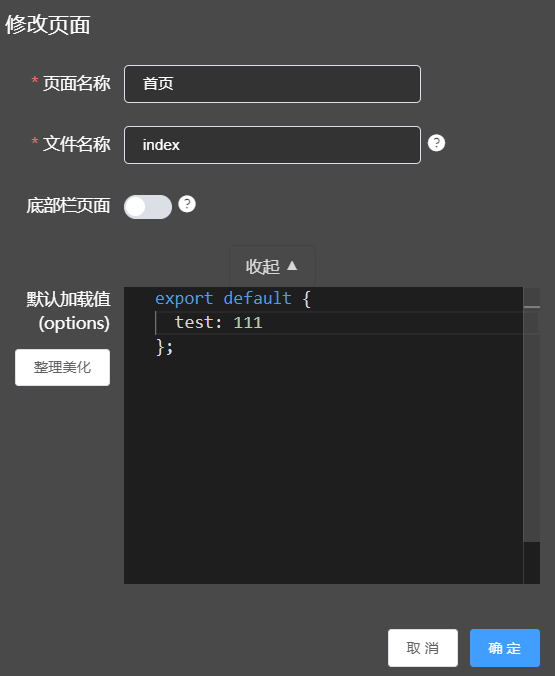 修改页面
* 页面名称 首页
* 文件名称 index ?
底部栏页面 ?
收起 ▲
默认加载值
(options)
整理美化
export default {
  test: 111
};
取 消 确 定